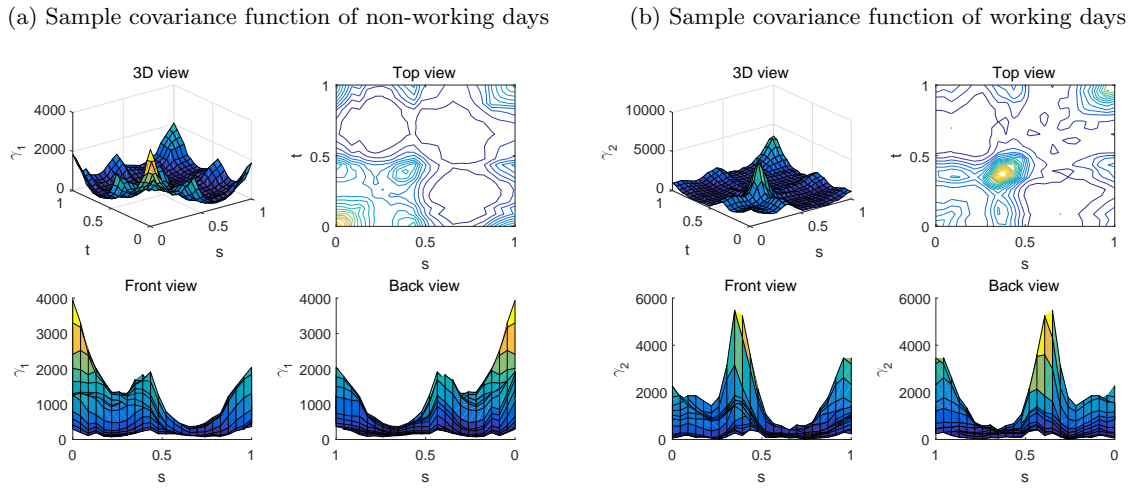 (a) Sample covariance function of non-working days
(b) Sample covariance function of working days
3D view
4000
2000
0
γ1
1
0.5
0
t
0
0.5
1
s
Top view
1
0.5
0
t
0
0.5
1
s
Front view
4000
3000
2000
1000
0
γ1
0
0.5
1
s
Back view
4000
3000
2000
1000
0
γ1
1
0.5
0
s
3D view
10000
5000
0
γ2
1
0.5
0
t
0
0.5
1
s
Top view
1
0.5
0
t
0
0.5
1
s
Front view
6000
4000
2000
0
γ2
0
0.5
1
s
Back view
6000
4000
2000
0
γ2
1
0.5
0
s